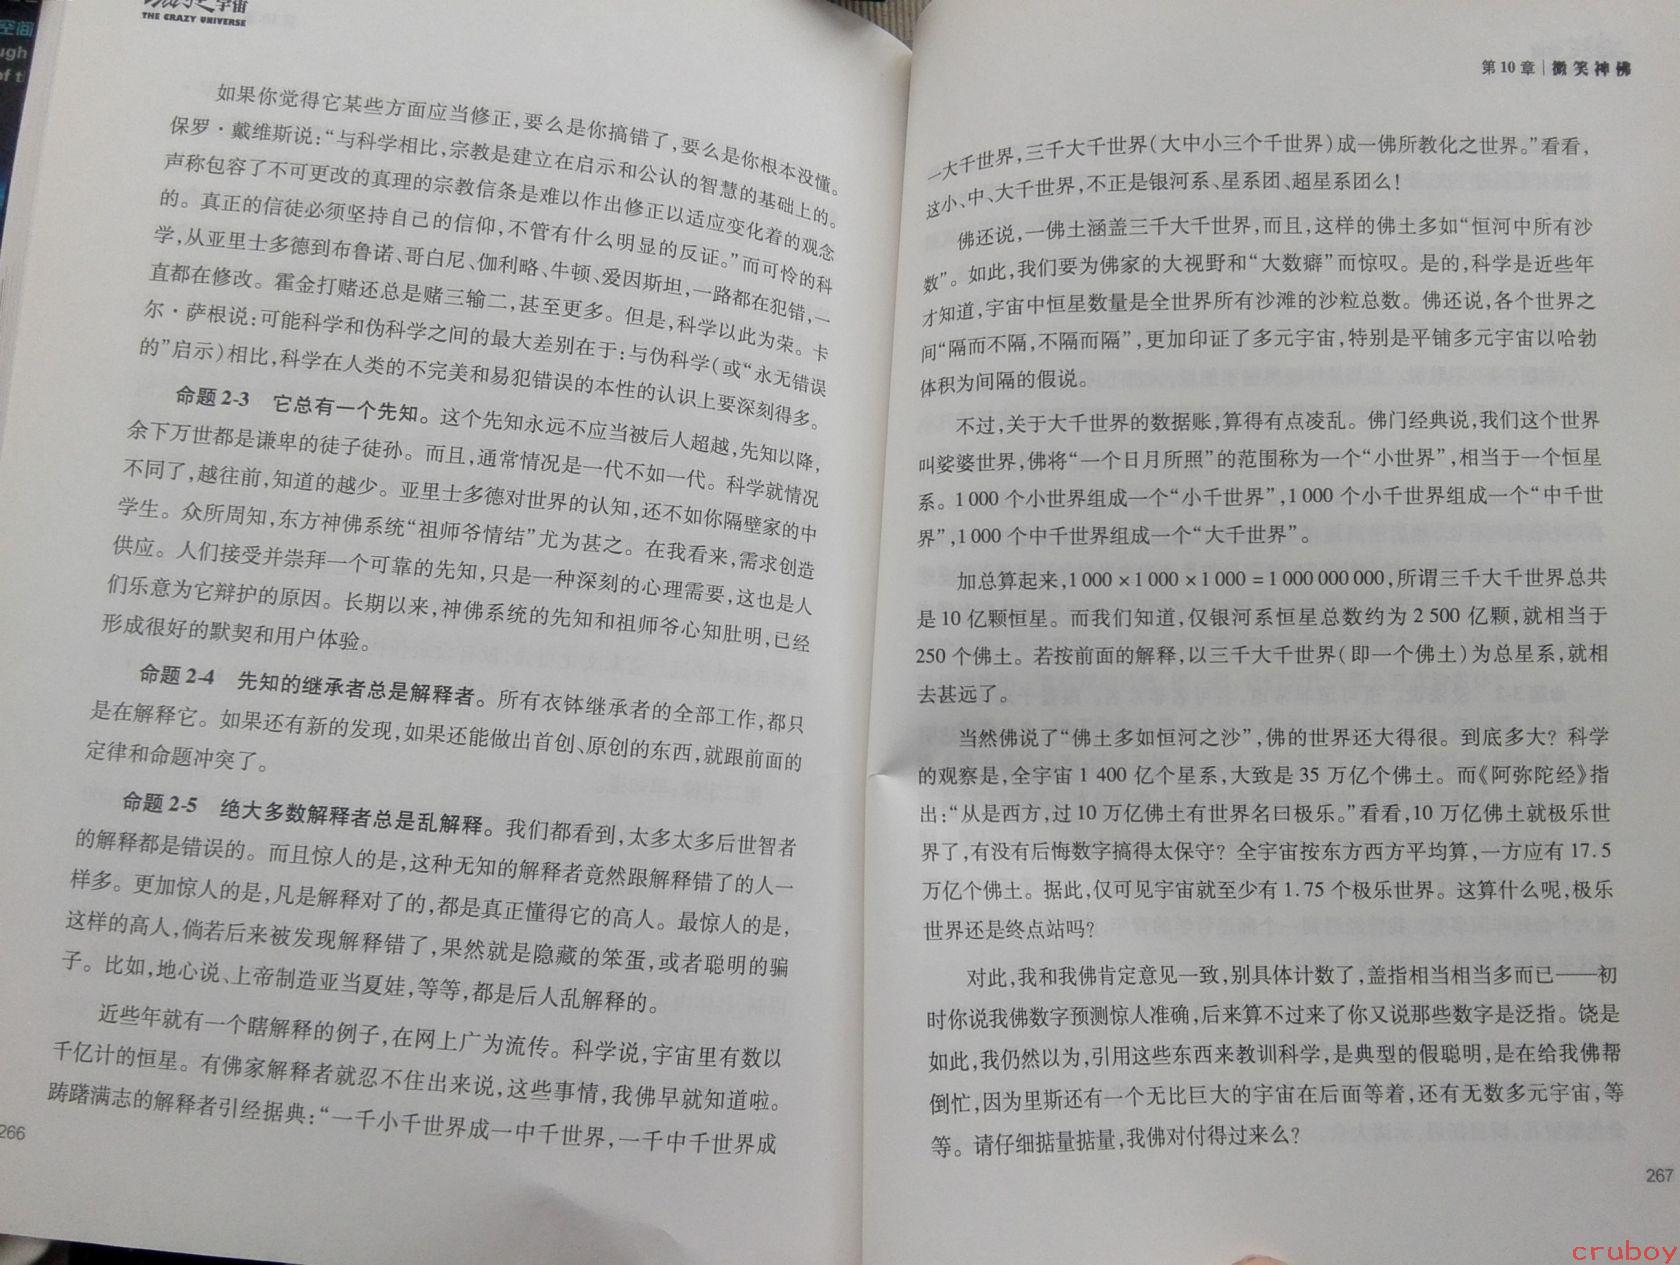 宇宙
THE CRAZY UNIVERSE
空间
ugh
of t
如果你觉得它某些方面应当修正,要么是你搞错了,要么是你根本没懂。
保罗·戴维斯说:“与科学相比,宗教是建立在启示和公认的智慧的基础上的。
声称包容了不可更改的真理的宗教信条是难以作出修正以适应变化着的观念
的。真正的信徒必须坚持自己的信仰,不管有什么明显的反证。”而可怜的科
学,从亚里士多德到布鲁诺、哥白尼、伽利略、牛顿、爱因斯坦,一路都在犯错,一
直都在修改。霍金打赌还总是赌三输二,甚至更多。但是,科学以此为荣。卡
尔·萨根说:可能科学和伪科学之间的最大差别在于:与伪科学(或“永无错误
的”启示)相比,科学在人类的不完美和易犯错误的本性的认识上要深刻得多。
命题 2-3 它总有一个先知。这个先知永远不应当被后人超越,先知以降,
余下万世都是谦卑的徒子徒孙。而且,通常情况是一代不如一代。科学就情况
不同了,越往前,知道的越少。亚里士多德对世界的认知,还不如你隔壁家的中
学生。众所周知,东方神佛系统“祖师爷情结”尤为甚之。在我看来,需求创造
供应。人们接受并崇拜一个可靠的先知,只是一种深刻的心理需要,这也是人
们乐意为它辩护的原因。长期以来,神佛系统的先知和祖师爷心知肚明,已经
形成很好的默契和用户体验。
命题 2-4 先知的继承者总是解释者。所有衣钵继承者的全部工作,都只
是在解释它。如果还有新的发现,如果还能做出首创、原创的东西,就跟前面的
定律和命题冲突了。
命题 2-5 绝大多数解释者总是乱解释。我们都看到,太多太多后世智者
的解释都是错误的。而且惊人的是,这种无知的解释者竟然跟解释错了的人一
样多。更加惊人的是,凡是解释对了的,都是真正懂得它的高人。最惊人的是,
这样的高人,倘若后来被发现解释错了,果然就是隐藏的笨蛋,或者聪明的骗
子。比如,地心说、上帝制造亚当夏娃,等等,都是后人乱解释的。
近些年就有一个瞎解释的例子,在网上广为流传。科学说,宇宙里有数以
千亿计的恒星。有佛家解释者就忍不住出来说,这些事情,我佛早就知道啦。
踌躇满志的解释者引经据典:“一千小千世界成一中千世界,一千中千世界成
266
第 10 章 | 微笑神佛
一大千世界,三千大千世界(大中小三个千世界)成一佛所教化之世界。”看看,
这小、中、大千世界,不正是银河系、星系团、超星系团么!
佛还说,一佛土涵盖三千大千世界,而且,这样的佛土多如“恒河中所有沙
数”。如此,我们要为佛家的大视野和“大数癖”而惊叹。是的,科学是近些年
才知道,宇宙中恒星数量是全世界所有沙滩的沙粒总数。佛还说,各个世界之
间“隔而不隔,不隔而隔”,更加印证了多元宇宙,特别是平铺多元宇宙以哈勃
体积为间隔的假说。
不过,关于大千世界的数据账,算得有点凌乱。佛门经典说,我们这个世界
叫娑婆世界,佛将“一个日月所照”的范围称为一个“小世界”,相当于一个恒星
系。1 000 个小世界组成一个“小千世界”,1 000 个小千世界组成一个“中千世
界”,1 000 个中千世界组成一个“大千世界”。
加总算起来,1 000 × 1 000 × 1 000 = 1 000 000 000,所谓三千大千世界总共
是 10 亿颗恒星。而我们知道,仅银河系恒星总数约为 2 500 亿颗,就相当于
250 个佛土。若按前面的解释,以三千大千世界(即一个佛土)为总星系,就相
去甚远了。
当然佛说了“佛土多如恒河之沙”,佛的世界还大得很。到底多大?科学
的观察是,全宇宙 1 400 亿个星系,大致是 35 万亿个佛土。而《阿弥陀经》指
出:“从是西方,过 10 万亿佛土有世界名曰极乐。”看看,10 万亿佛土就极乐世
界了,有没有后悔数字搞得太保守?全宇宙按东方西方平均算,一方应有 17.5
万亿个佛土。据此,仅可见宇宙就至少有 1.75 个极乐世界。这算什么呢,极乐
世界还是终点站吗?
对此,我和我佛肯定意见一致,别具体计数了,盖指相当相当多而已——初
时你说我佛数字预测惊人准确,后来算不过来了你又说那些数字是泛指。饶是
如此,我仍然以为,引用这些东西来教训科学,是典型的假聪明,是在给我佛帮
倒忙,因为里斯还有一个无比巨大的宇宙在后面等着,还有无数多元宇宙,等
等。请仔细掂量掂量,我佛对付得过来么?
267
cruboy